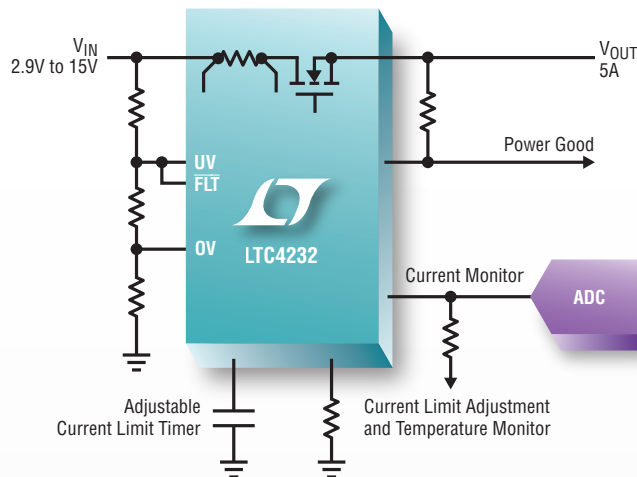 VIN
2.9V to 15V
VOUT
5A
Power Good
UV
FLT
OV
LTC4232
Current Monitor
ADC
Adjustable
Current Limit Timer
Current Limit Adjustment
and Temperature Monitor